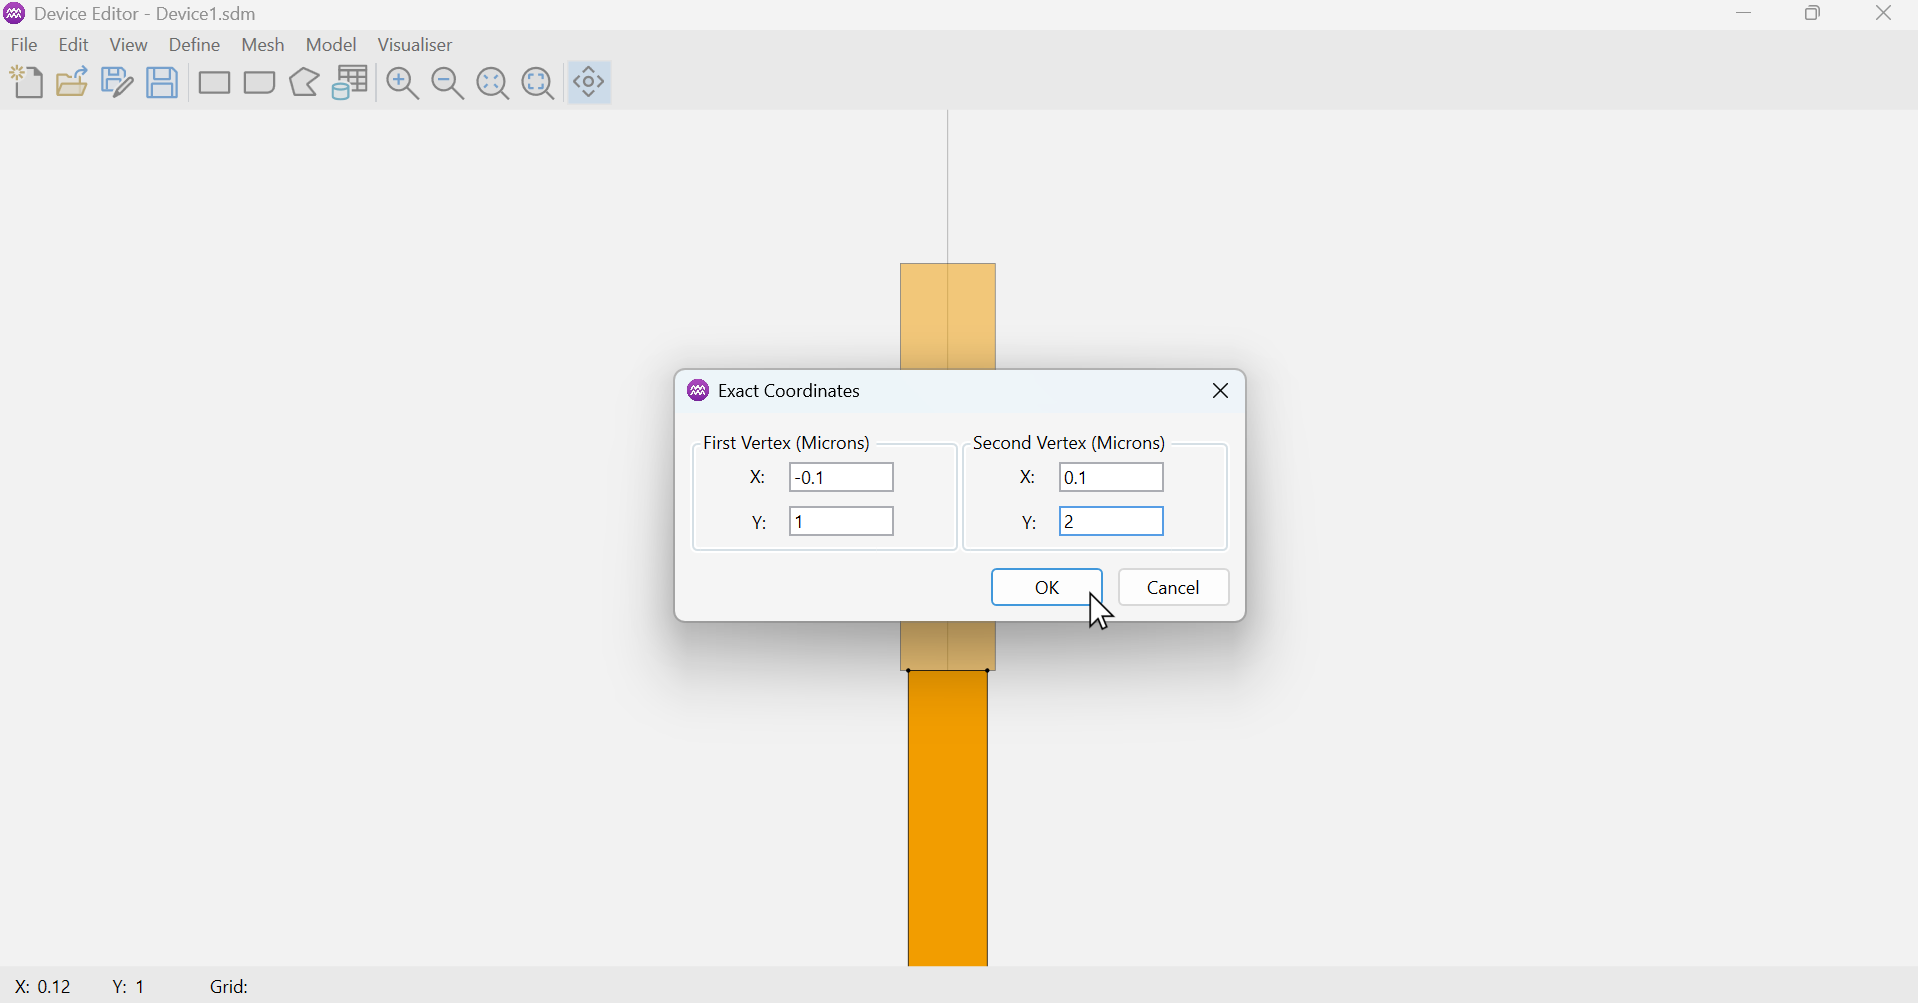 Device Editor - Device1.sdm
File Edit View Define Mesh Model Visualiser
Exact Coordinates
First Vertex (Microns) Second Vertex (Microns)
X: -0.1 X: 0.1
Y: 1 Y: 2
OK Cancel
X: 0.12 Y: 1 Grid: